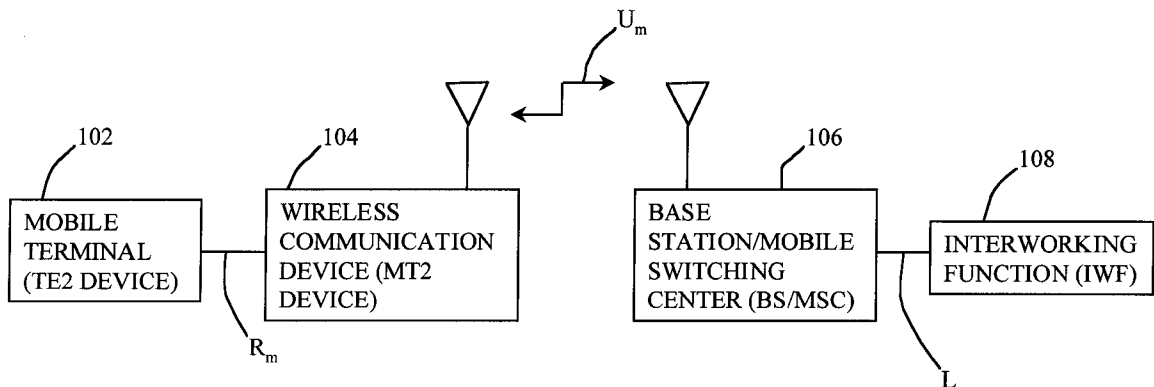 U_m
102
104
106
108
MOBILE
TERMINAL
(TE2 DEVICE)
WIRELESS
COMMUNICATION
DEVICE (MT2
DEVICE)
BASE
STATION/MOBILE
SWITCHING
CENTER (BS/MSC)
INTERWORKING
FUNCTION (IWF)
R_m
L